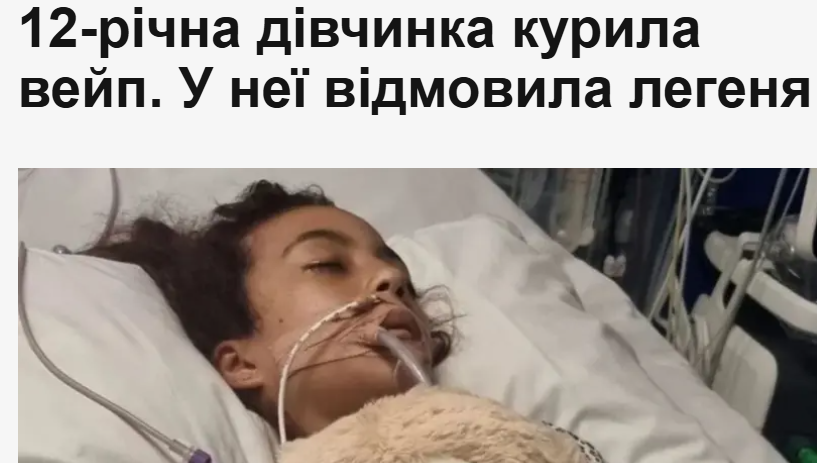 12-річна дівчинка курила
вейп. У неї відмовила легеня